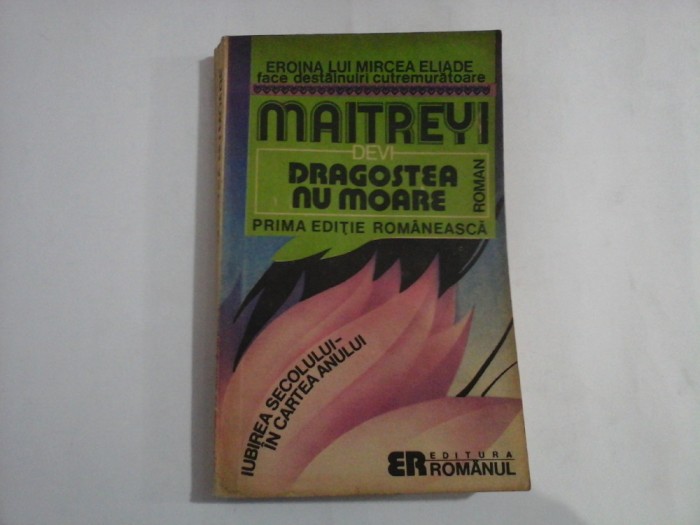 EROINA LUI MIRCEA ELIADE
face destăinuiri cutremurătoare
MAITREYI
DEVI
DRAGOSTEA
NU MOARE
ROMAN
PRIMA EDIȚIE ROMÂNEASCĂ
IUBIREA SECOLULUI-
ÎN CARTEA ANULUI
ER EDITURA
ROMÂNUL